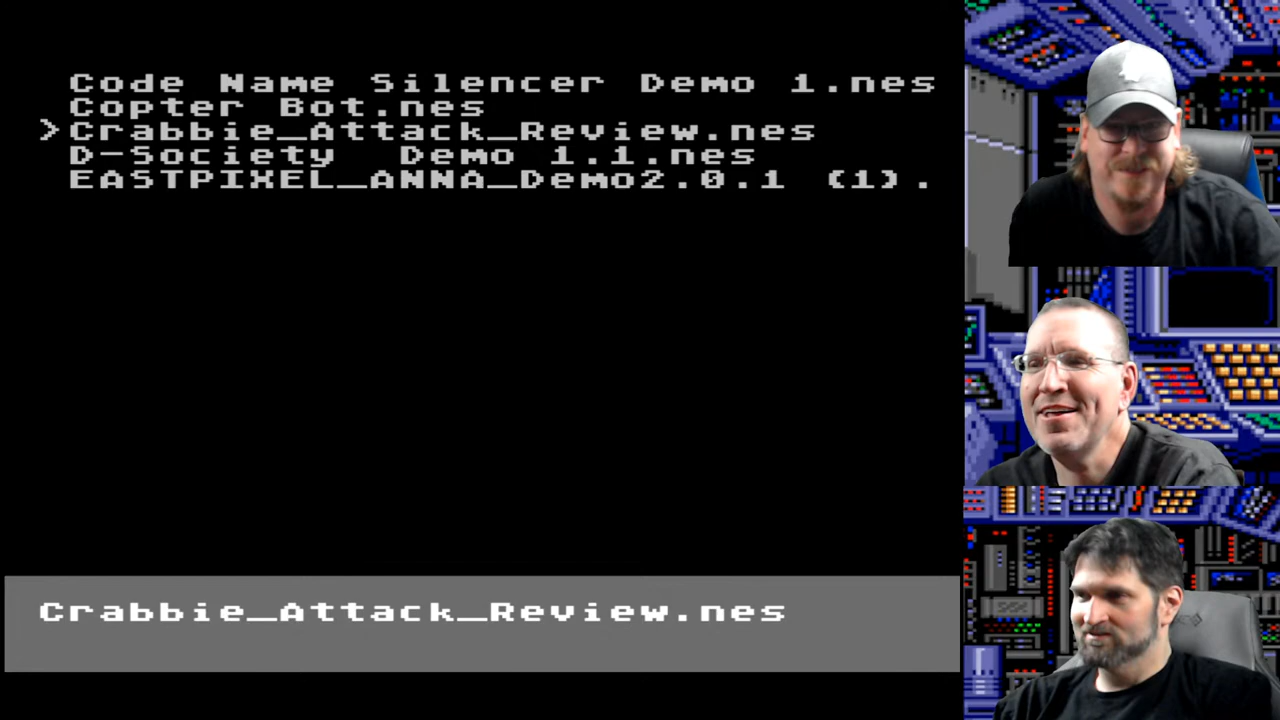 Code Name Silencer Demo 1.nes
Copter Bot.nes
>Crabbie_Attack_Review.nes
D-Society  Demo 1.1.nes
EASTPIXEL_ANNA_Demo2.0.1 (1).
Crabbie_Attack_Review.nes